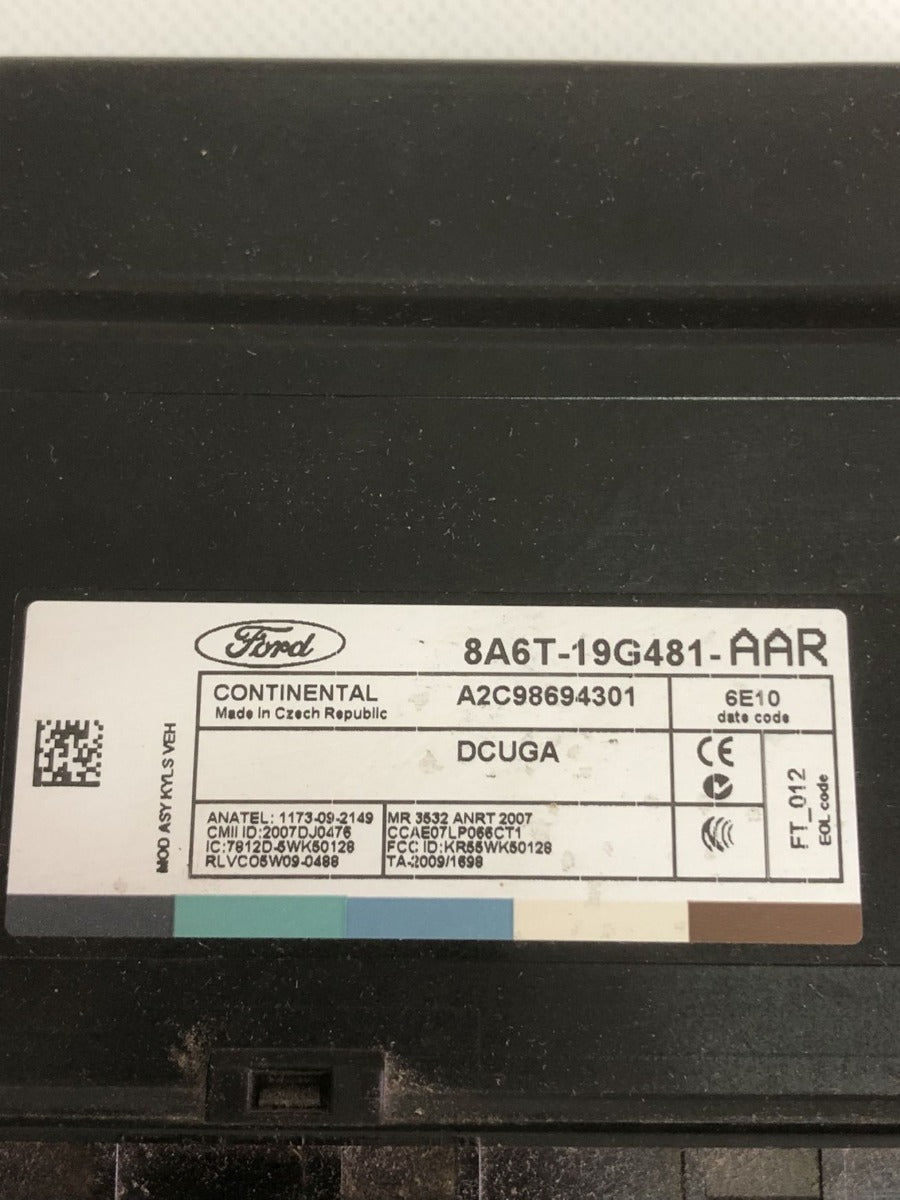 Ford
8A6T-19G481-AAR
CONTINENTAL
Made in Czech Republic
A2C98694301
6E10
date code
DCUGA
CE
FT_012
EOL code
MOD ASY KYLS VEH
ANATEL: 1173-09-2149
CMII ID:2007DJ0476
IC:7812D-5WK50128
RLVCO5W09-0488
MR 3532 ANRT 2007
CCAE07LP066CT1
FCC ID:KR55WK50128
TA-2009/1698